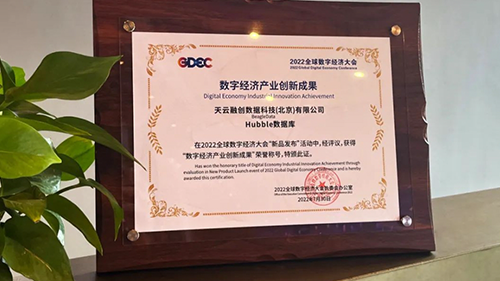 GDEC
2022全球数字经济大会
2022 Global Digital Economy Conference
数字经济产业创新成果
Digital Economy Industrial Innovation Achievement
天云融创数据科技(北京)有限公司
BeagleData
Hubble数据库
在2022全球数字经济大会“新品发布”活动中，经评议，获得
“数字经济产业创新成果”荣誉称号，特颁此证。
Has won the honorary title of Digital Economy Industrial Innovation Achievement through
evaluation in New Product Launch event of 2022 Global Digital Economy Conference and is hereby
awarded this certification.
2022全球数字经济大会组委会办公室
2022年7月30日